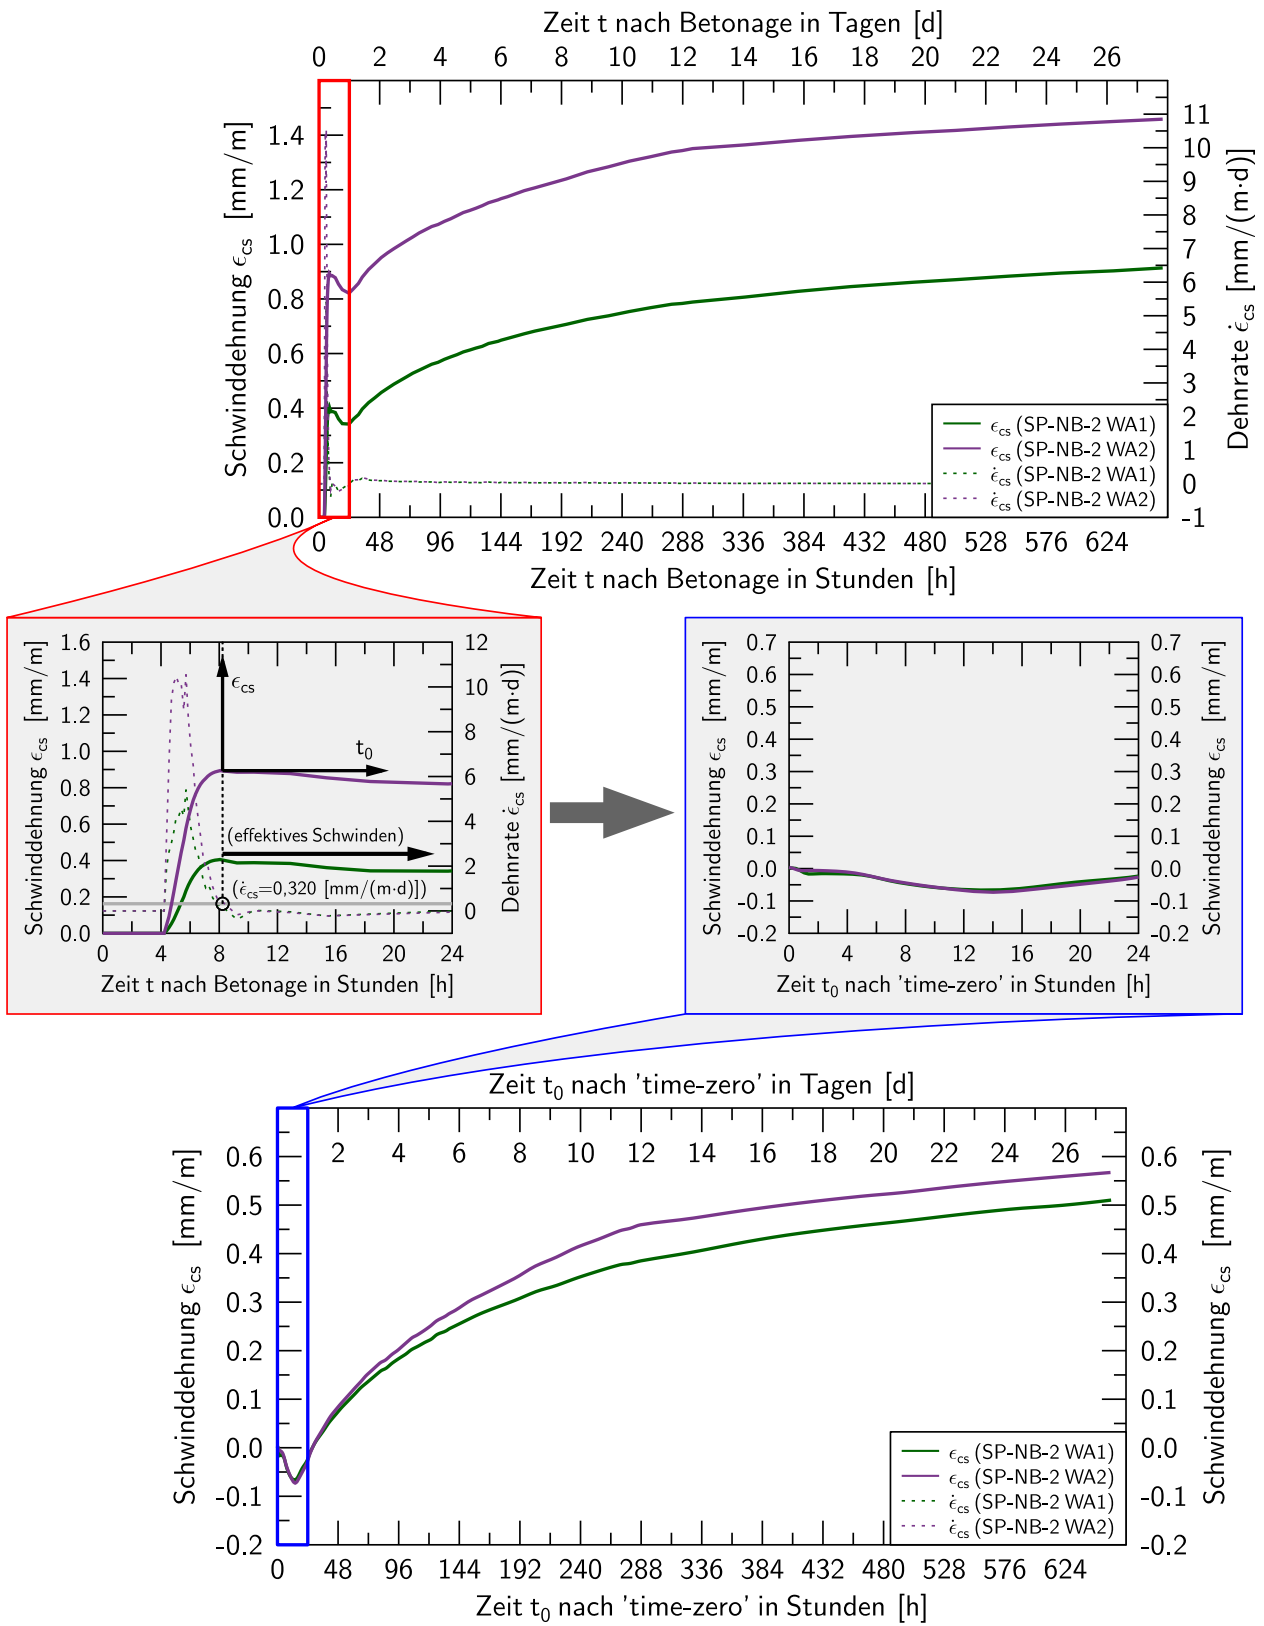 Zeit t nach Betonage in Tagen [d]
0 2 4 6 8 10 12 14 16 18 20 22 24 26
Schwinddehnung ϵcs [mm/m]
1.4
1.2
1.0
0.8
0.6
0.4
0.2
0.0
11
10
9
8
7
6
5
4
3
2
1
0
-1
Dehnrate ϵ̇cs [mm/(m·d)]
ϵcs (SP-NB-2 WA1)
ϵcs (SP-NB-2 WA2)
ϵ̇cs (SP-NB-2 WA1)
ϵ̇cs (SP-NB-2 WA2)
0 48 96 144 192 240 288 336 384 432 480 528 576 624
Zeit t nach Betonage in Stunden [h]
Schwinddehnung ϵcs [mm/m]
1.6
1.4
1.2
1.0
0.8
0.6
0.4
0.2
0.0
ϵcs
t0
(effektives Schwinden)
(ϵ̇cs=0,320 [mm/(m·d)])
12
10
8
6
4
2
0
Dehnrate ϵ̇cs [mm/(m·d)]
0 4 8 12 16 20 24
Zeit t nach Betonage in Stunden [h]
Schwinddehnung ϵcs [mm/m]
0.7
0.6
0.5
0.4
0.3
0.2
0.1
0.0
-0.1
-0.2
0.7
0.6
0.5
0.4
0.3
0.2
0.1
0.0
-0.1
-0.2
Schwinddehnung ϵcs [mm/m]
0 4 8 12 16 20 24
Zeit t0 nach 'time-zero' in Stunden [h]
Zeit t0 nach 'time-zero' in Tagen [d]
2 4 6 8 10 12 14 16 18 20 22 24 26
Schwinddehnung ϵcs [mm/m]
0.6
0.5
0.4
0.3
0.2
0.1
0.0
-0.1
-0.2
0.6
0.5
0.4
0.3
0.2
0.1
0.0
-0.1
-0.2
Schwinddehnung ϵcs [mm/m]
ϵcs (SP-NB-2 WA1)
ϵcs (SP-NB-2 WA2)
ϵ̇cs (SP-NB-2 WA1)
ϵ̇cs (SP-NB-2 WA2)
0 48 96 144 192 240 288 336 384 432 480 528 576 624
Zeit t0 nach 'time-zero' in Stunden [h]